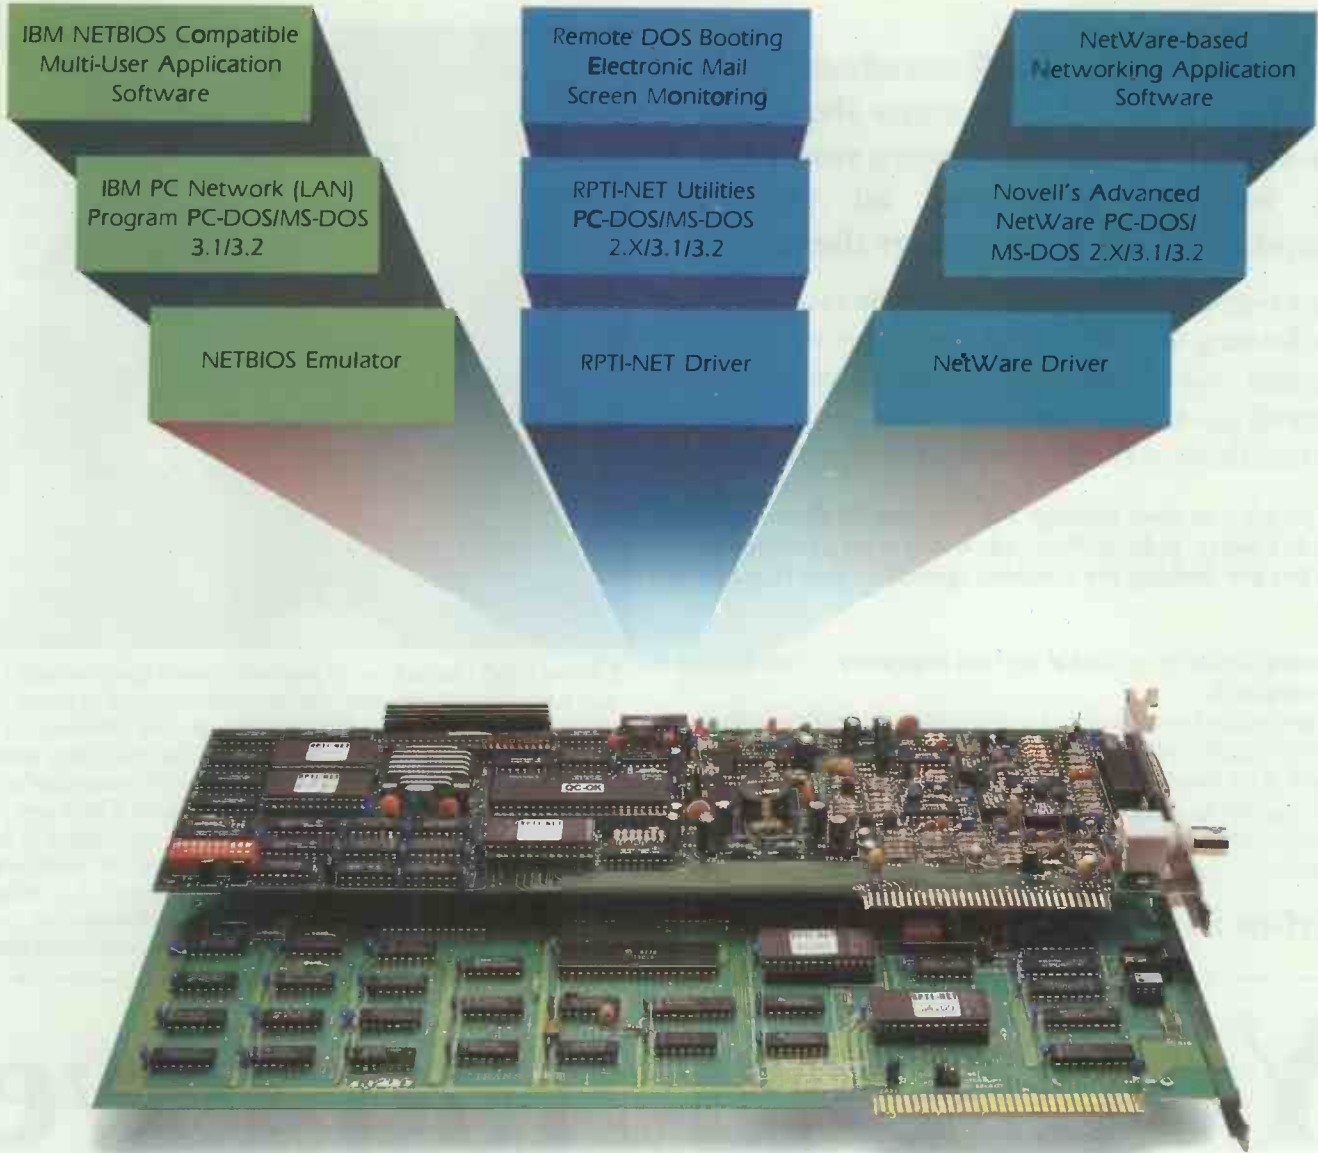 IBM NETBIOS Compatible
Multi-User Application
Software
Remote DOS Booting
Electronic Mail
Screen Monitoring
NetWare-based
Networking Application
Software
IBM PC Network (LAN)
Program PC-DOS/MS-DOS
3.1/3.2
RPTI-NET Utilities
PC-DOS/MS-DOS
2.X/3.1/3.2
Novell's Advanced
NetWare PC-DOS/
MS-DOS 2.X/3.1/3.2
NETBIOS Emulator
RPTI-NET Driver
NetWare Driver
RPTI-NET
RPTI-NET
QC-OK
RPTI-NET
RPTI-NET
RPTI-NET